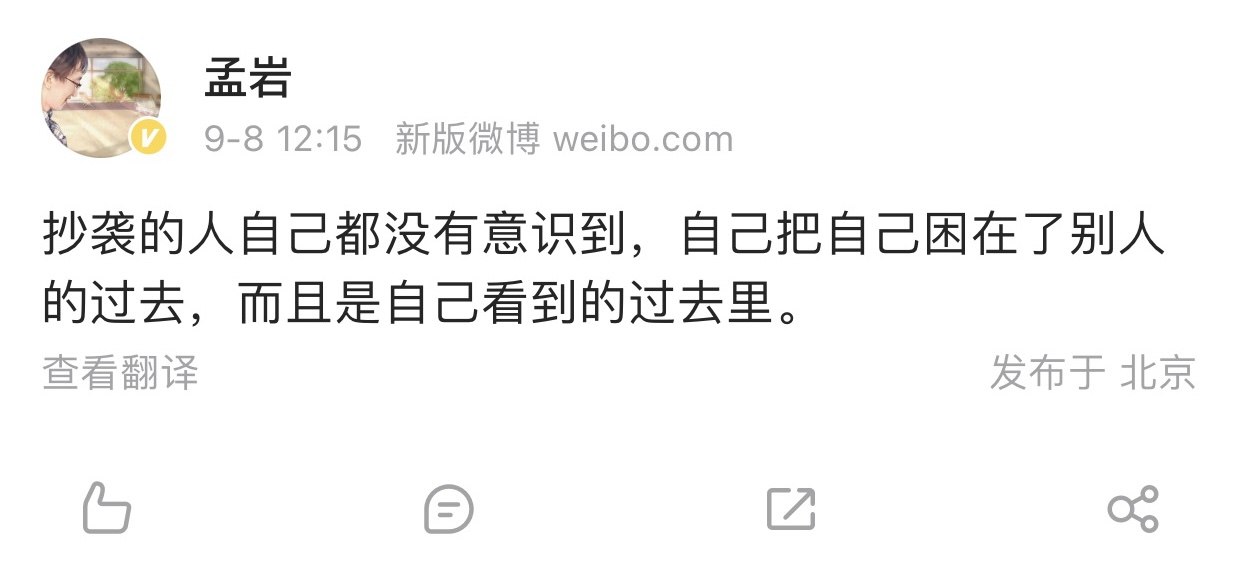 孟岩
9-8 12:15 新版微博 weibo.com
抄袭的人自己都没有意识到，自己把自己困在了别人
的过去，而且是自己看到的过去里。
查看翻译 发布于 北京